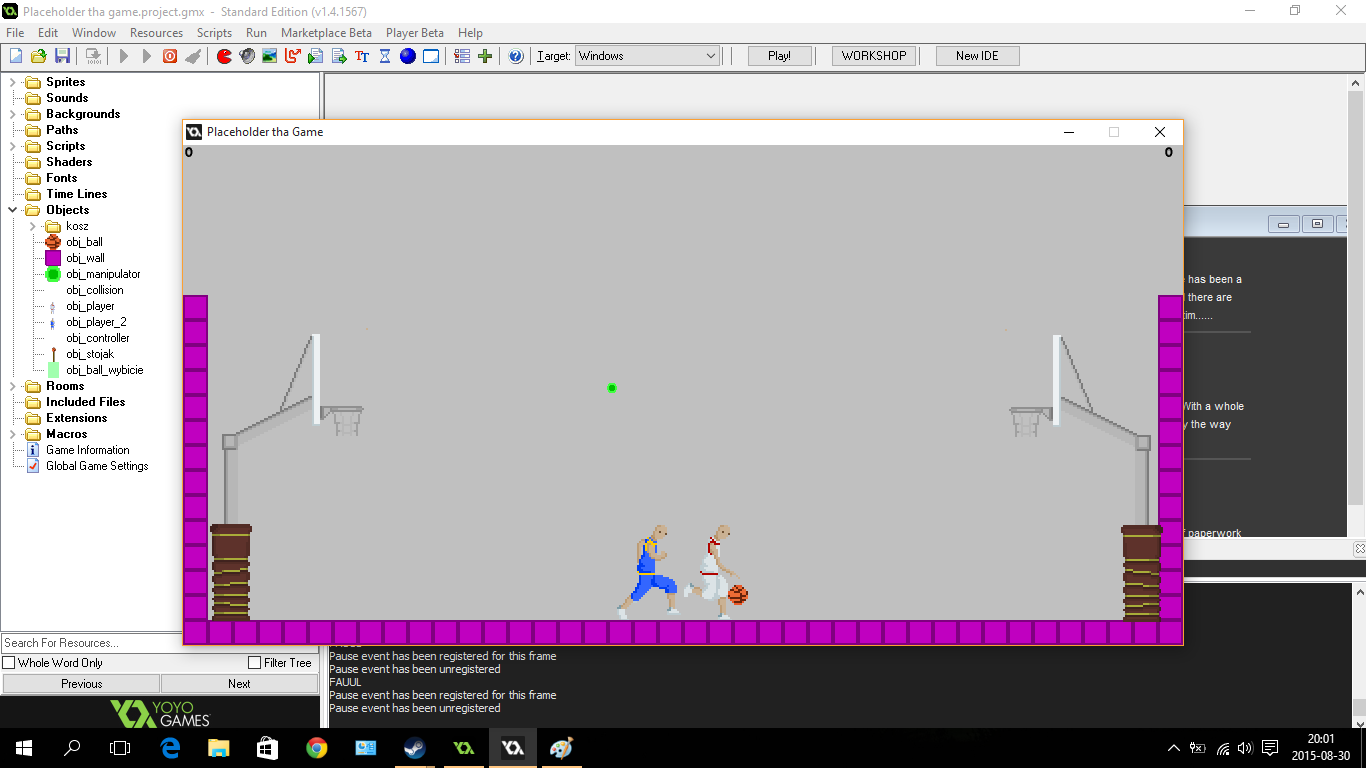 Placeholder tha game.project.gmx - Standard Edition (v1.4.1567)
File Edit Window Resources Scripts Run Marketplace Beta Player Beta Help
TT Target: Windows Play! WORKSHOP New IDE
Sprites
Sounds
Backgrounds
Paths
Scripts
Shaders
Fonts
Time Lines
Objects
kosz
obj_ball
obj_wall
obj_manipulator
obj_collision
obj_player
obj_player_2
obj_controller
obj_stojak
obj_ball_wybicie
Rooms
Included Files
Extensions
Macros
Game Information
Global Game Settings
Search For Resources...
Whole Word Only Filter Tree
Previous Next
YOYO
GAMES™
Placeholder tha Game
0 0
has been a
there are
tim......
With a whole
the way
of paperwork
Pause event has been registered for this frame
Pause event has been unregistered
FAUUL
Pause event has been registered for this frame
Pause event has been unregistered
20:01
2015-08-30